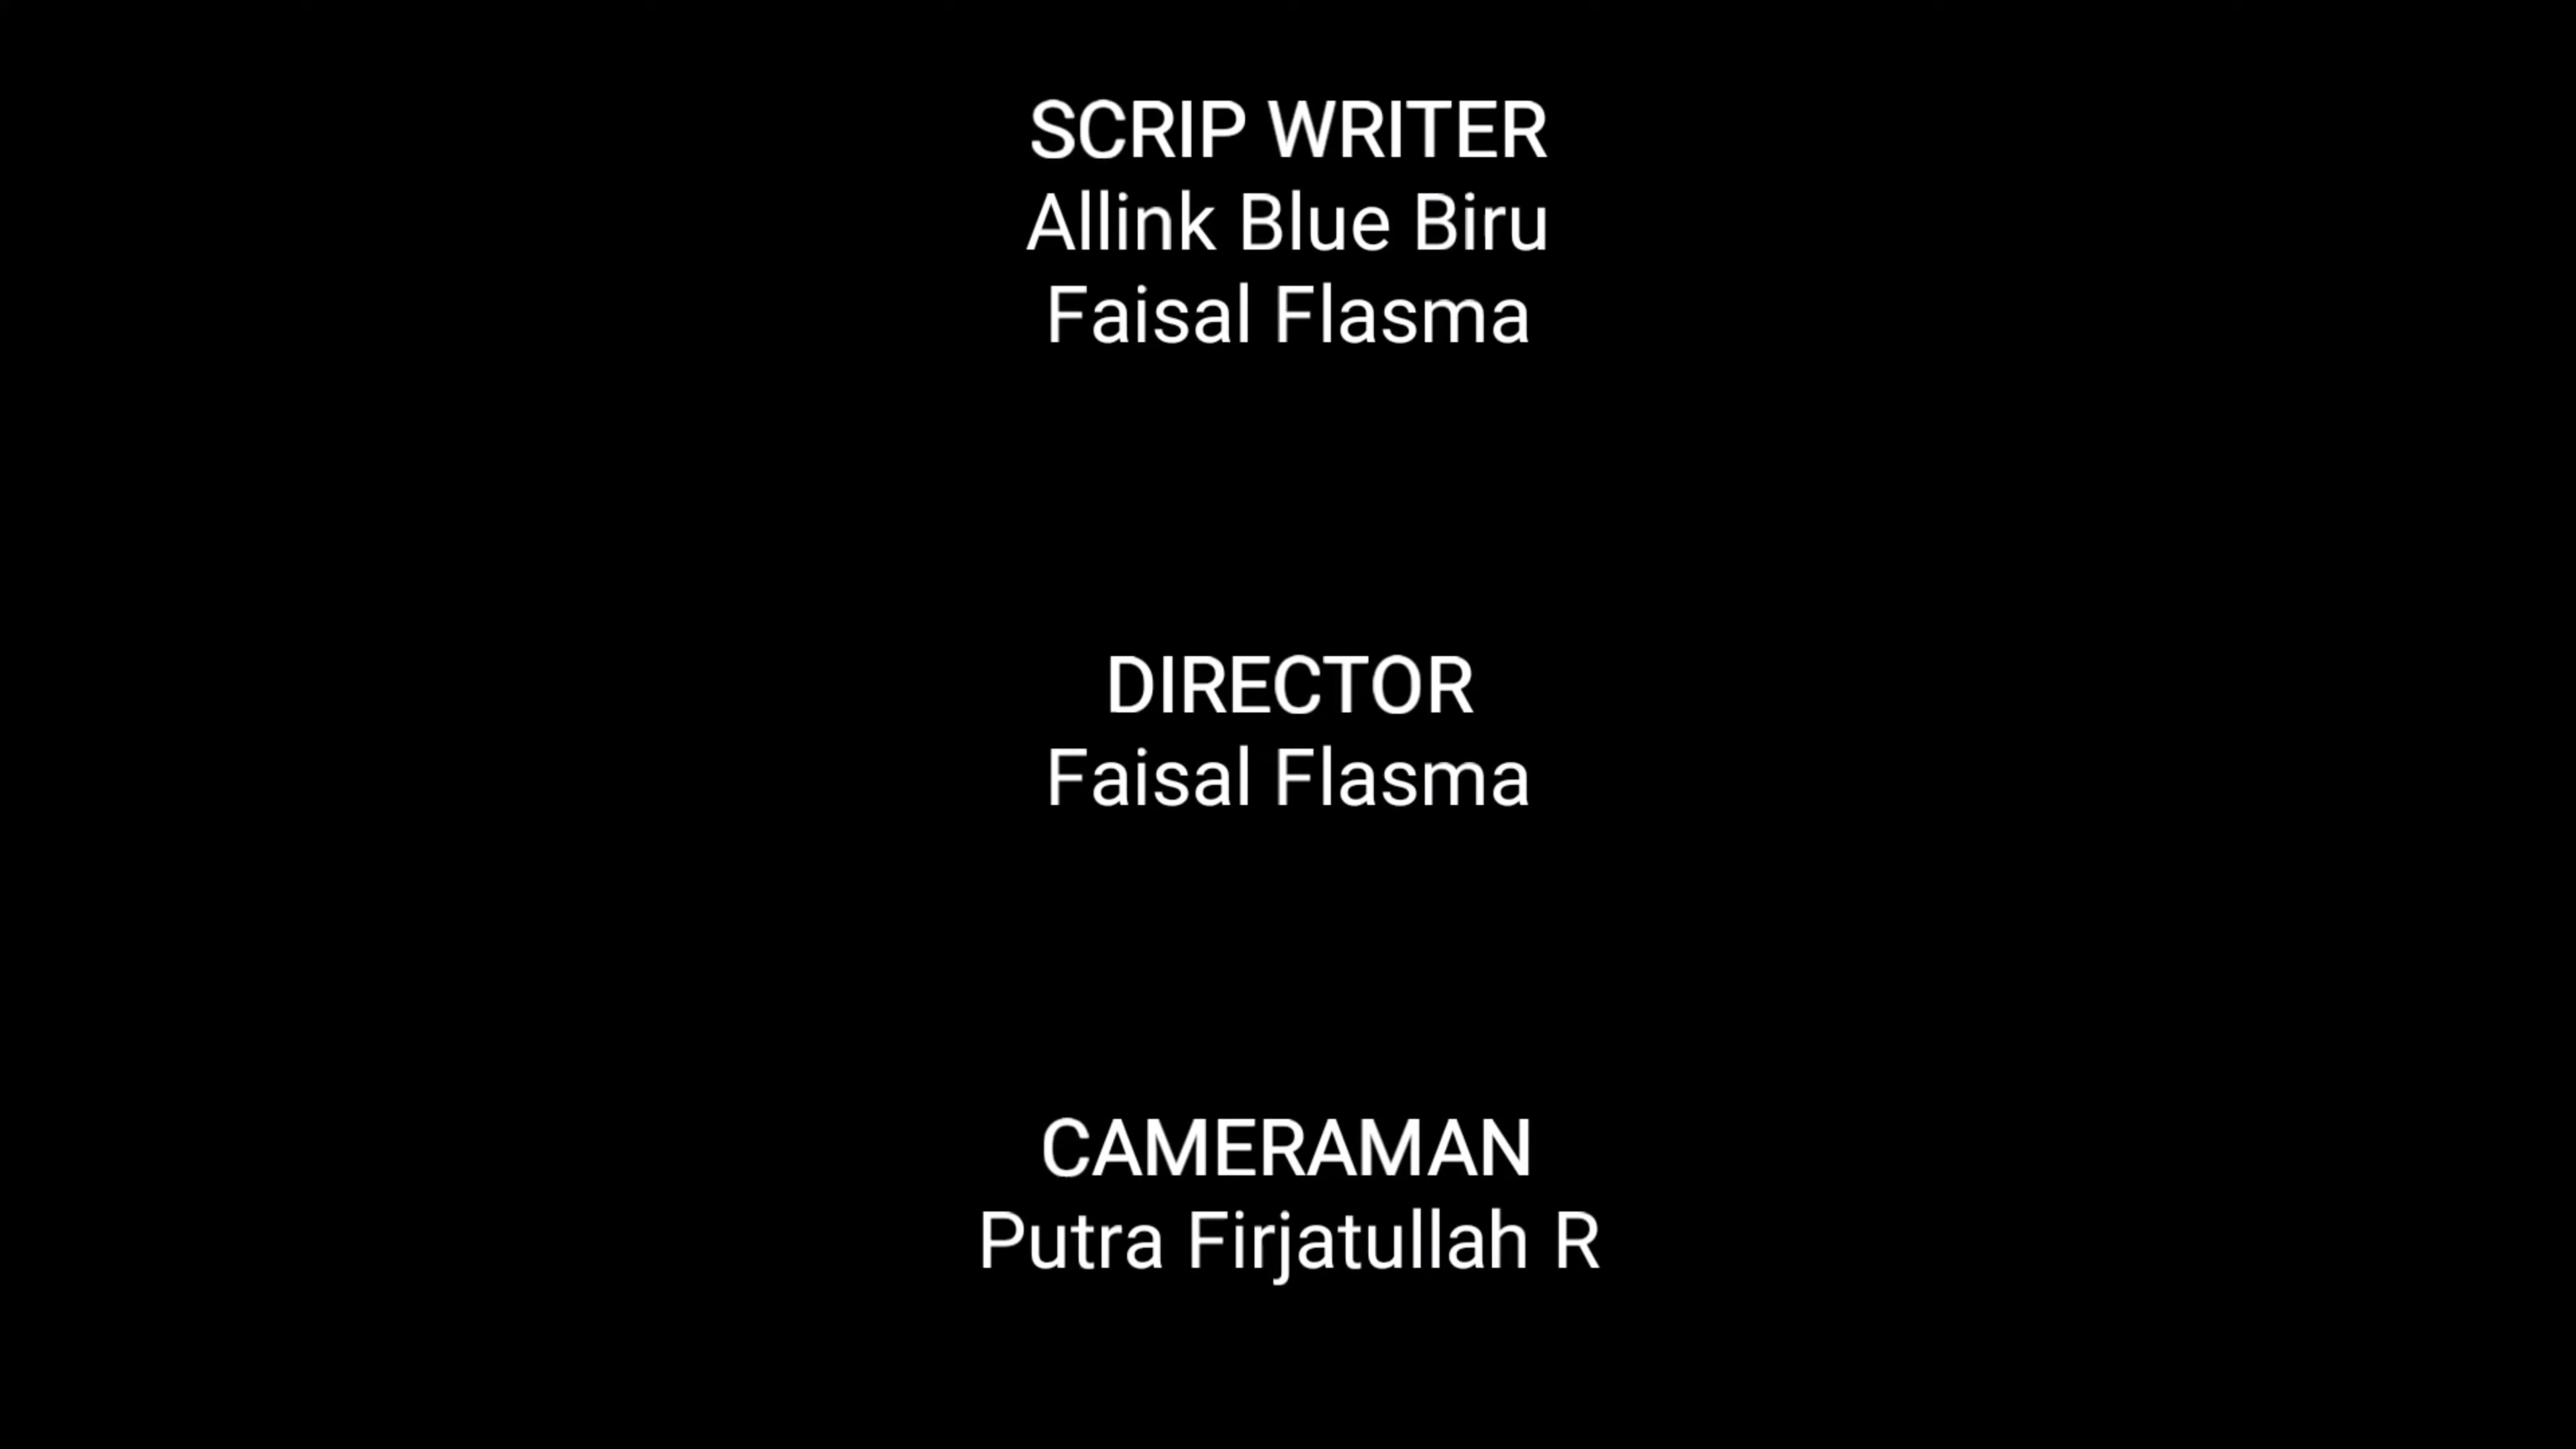 SCRIP WRITER
Allink Blue Biru
Faisal Flasma
DIRECTOR
Faisal Flasma
CAMERAMAN
Putra Firjatullah R